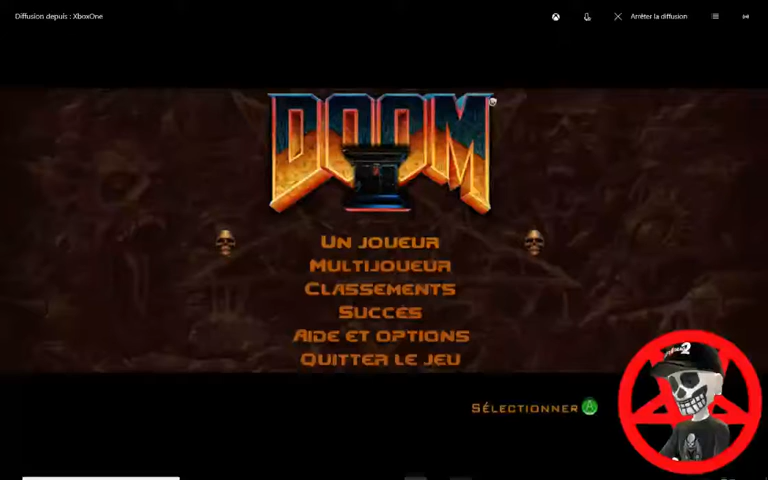 Diffusion depuis : XboxOne
Arrêter la diffusion
DOOM
II
UN JOUEUR
MULTIJOUEUR
CLASSEMENTS
SUCCÈS
AIDE ET OPTIONS
QUITTER LE JEU
SÉLECTIONNER A